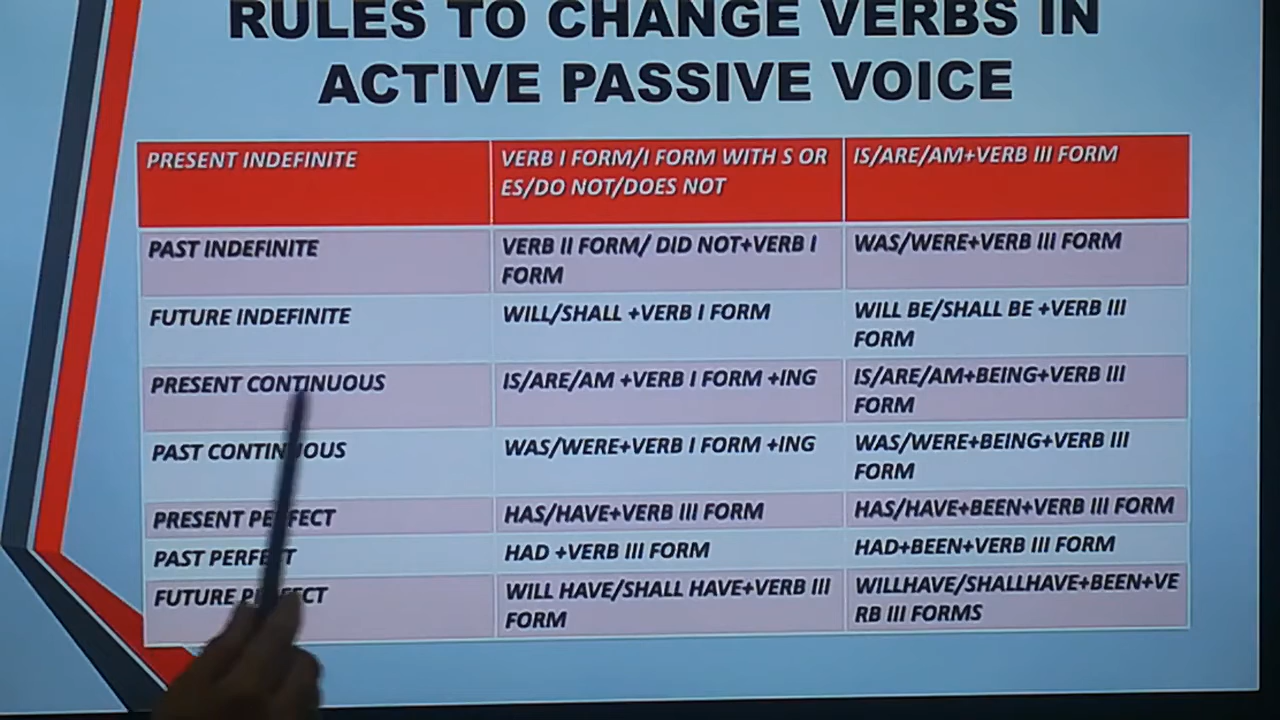 RULES TO CHANGE VERBS IN
ACTIVE PASSIVE VOICE
PRESENT INDEFINITE
VERB I FORM/I FORM WITH S OR
ES/DO NOT/DOES NOT
IS/ARE/AM+VERB III FORM
PAST INDEFINITE
VERB II FORM/ DID NOT+VERB I
FORM
WAS/WERE+VERB III FORM
FUTURE INDEFINITE
WILL/SHALL +VERB I FORM
WILL BE/SHALL BE +VERB III
FORM
PRESENT CONTINUOUS
IS/ARE/AM +VERB I FORM +ING
IS/ARE/AM+BEING+VERB III
FORM
PAST CONTINUOUS
WAS/WERE+VERB I FORM +ING
WAS/WERE+BEING+VERB III
FORM
PRESENT PERFECT
HAS/HAVE+VERB III FORM
HAS/HAVE+BEEN+VERB III FORM
PAST PERFECT
HAD +VERB III FORM
HAD+BEEN+VERB III FORM
FUTURE PERFECT
WILL HAVE/SHALL HAVE+VERB III
FORM
WILLHAVE/SHALLHAVE+BEEN+VE
RB III FORMS